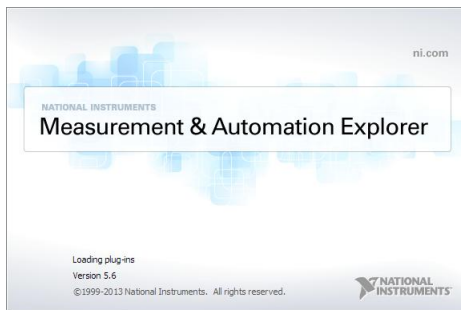 ni.com
NATIONAL INSTRUMENTS
Measurement & Automation Explorer
Loading plug-ins
Version 5.6
©1999-2013 National Instruments. All rights reserved.
NATIONAL
INSTRUMENTS